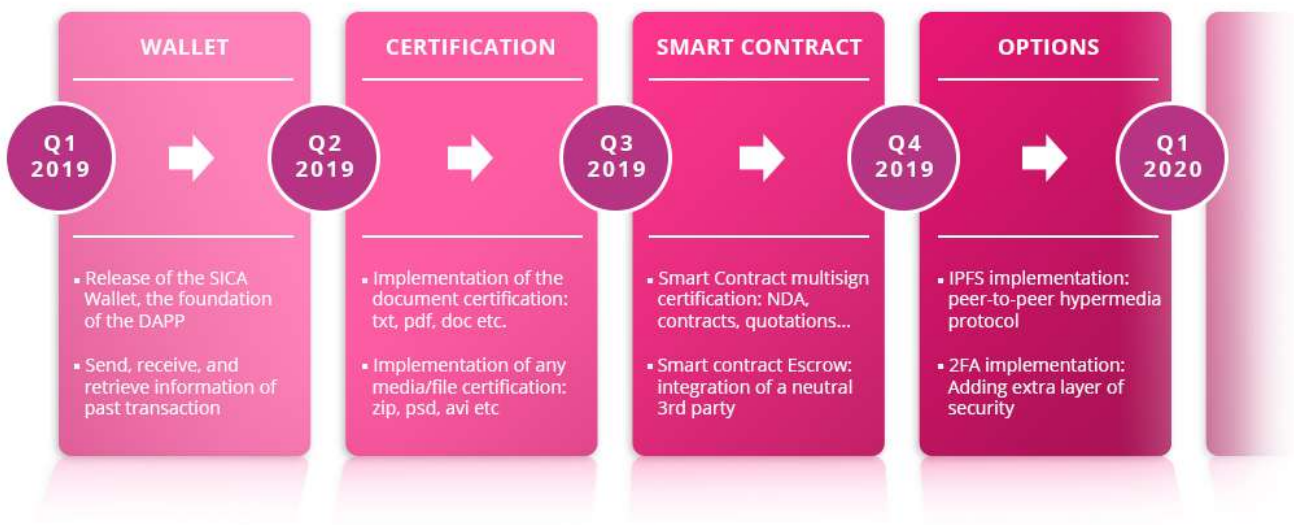 WALLET
CERTIFICATION
SMART CONTRACT
OPTIONS
Q1
2019
Q2
2019
Q3
2019
Q4
2019
Q1
2020
▪ Release of the SICA
Wallet, the foundation
of the DAPP
▪ Send, receive, and
retrieve information of
past transaction
▪ Implementation of the
document certification:
txt, pdf, doc etc.
▪ Implementation of any
media/file certification:
zip, psd, avi etc
▪ Smart Contract multisign
certification: NDA,
contracts, quotations...
▪ Smart contract Escrow:
integration of a neutral
3rd party
▪ IPFS implementation:
peer-to-peer hypermedia
protocol
▪ 2FA implementation:
Adding extra layer of
security